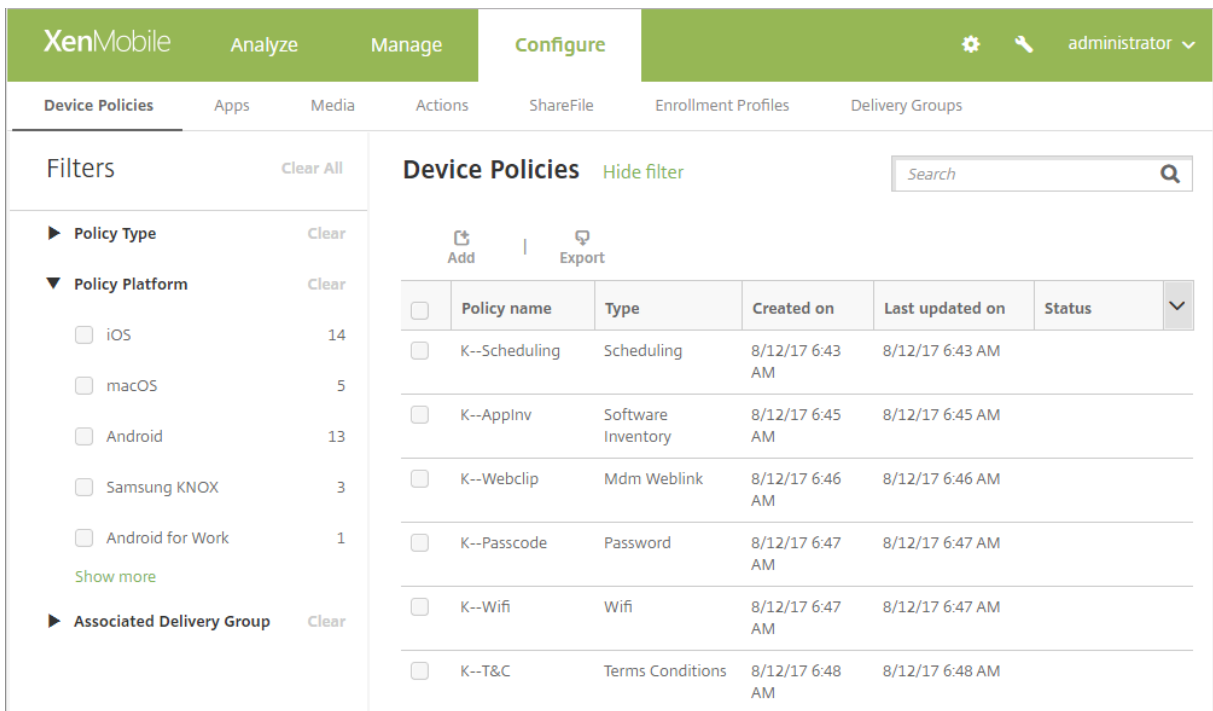 XenMobile Analyze Manage Configure administrator
Device Policies Apps Media Actions ShareFile Enrollment Profiles Delivery Groups
Filters Clear All
Policy Type Clear
Policy Platform Clear
iOS 14
macOS 5
Android 13
Samsung KNOX 3
Android for Work 1
Show more
Associated Delivery Group Clear
Device Policies Hide filter Search
Add | Export
Policy name Type Created on Last updated on Status
K--Scheduling Scheduling 8/12/17 6:43 8/12/17 6:43 AM
AM
K--AppInv Software 8/12/17 6:45 8/12/17 6:45 AM
Inventory AM
K--Webclip Mdm Weblink 8/12/17 6:46 8/12/17 6:46 AM
AM
K--Passcode Password 8/12/17 6:47 8/12/17 6:47 AM
AM
K--Wifi Wifi 8/12/17 6:47 8/12/17 6:47 AM
AM
K--T&C Terms Conditions 8/12/17 6:48 8/12/17 6:48 AM
AM